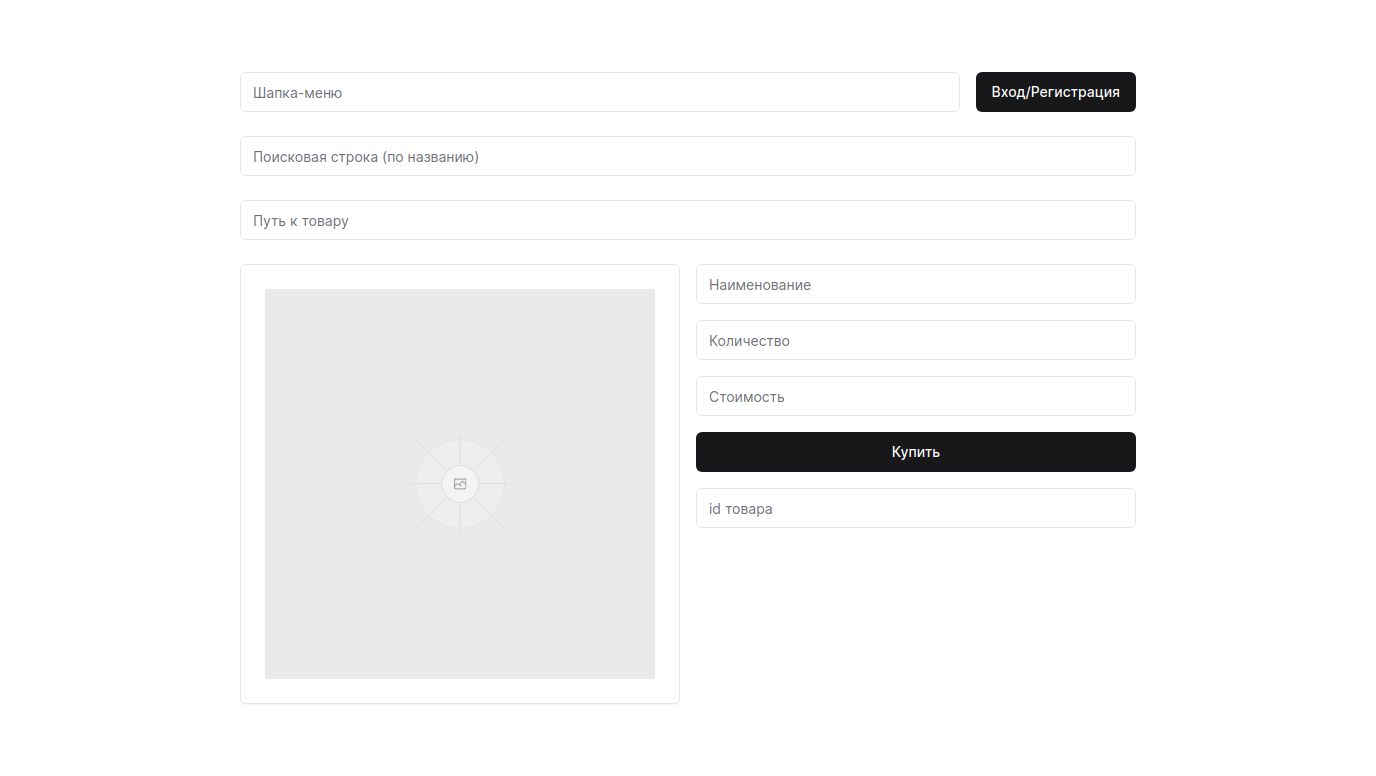 Шапка-меню
Вход/Регистрация
Поисковая строка (по названию)
Путь к товару
Наименование
Количество
Стоимость
Купить
id товара